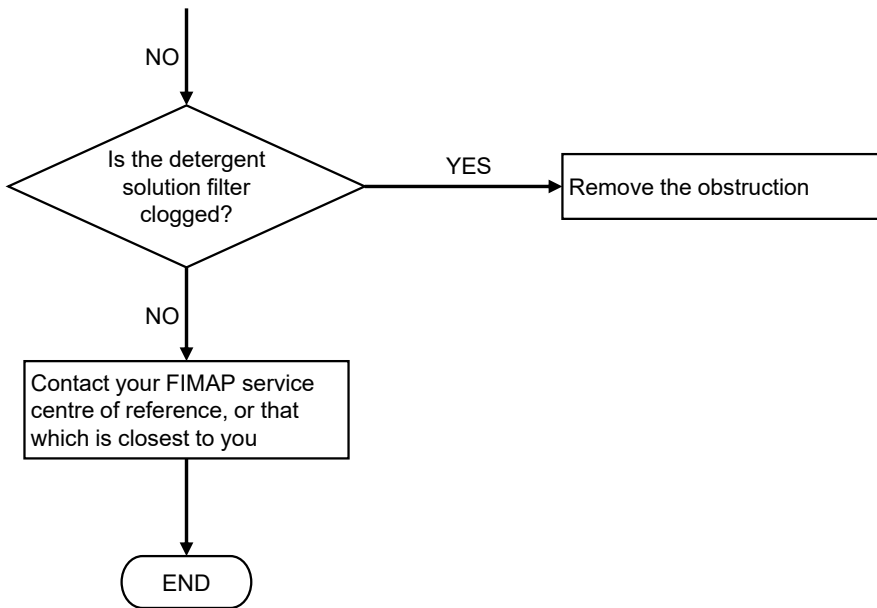 NO
Is the detergent
solution filter
clogged?
YES
Remove the obstruction
NO
Contact your FIMAP service
centre of reference, or that
which is closest to you
END